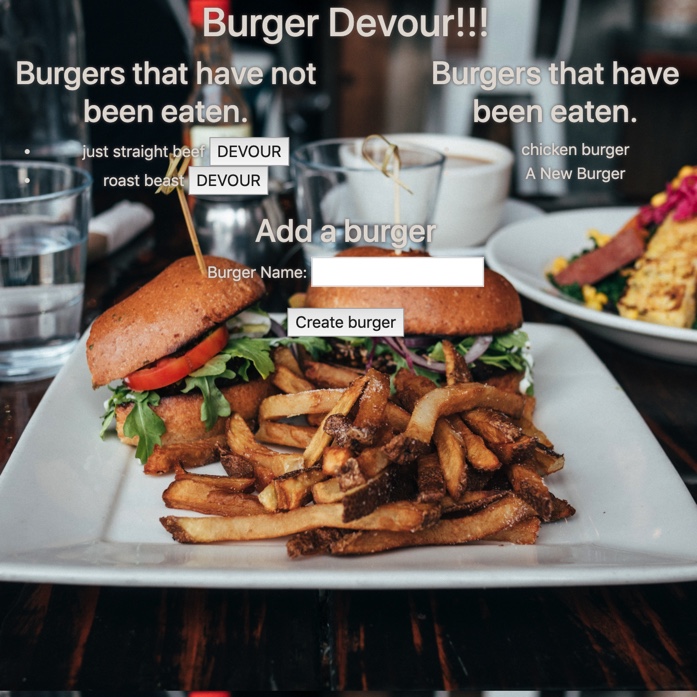 Burger Devour!!!
Burgers that have not
been eaten.
just straight beef DEVOUR
roast beast DEVOUR
Burgers that have
been eaten.
chicken burger
A New Burger
Add a burger
Burger Name:
Create burger